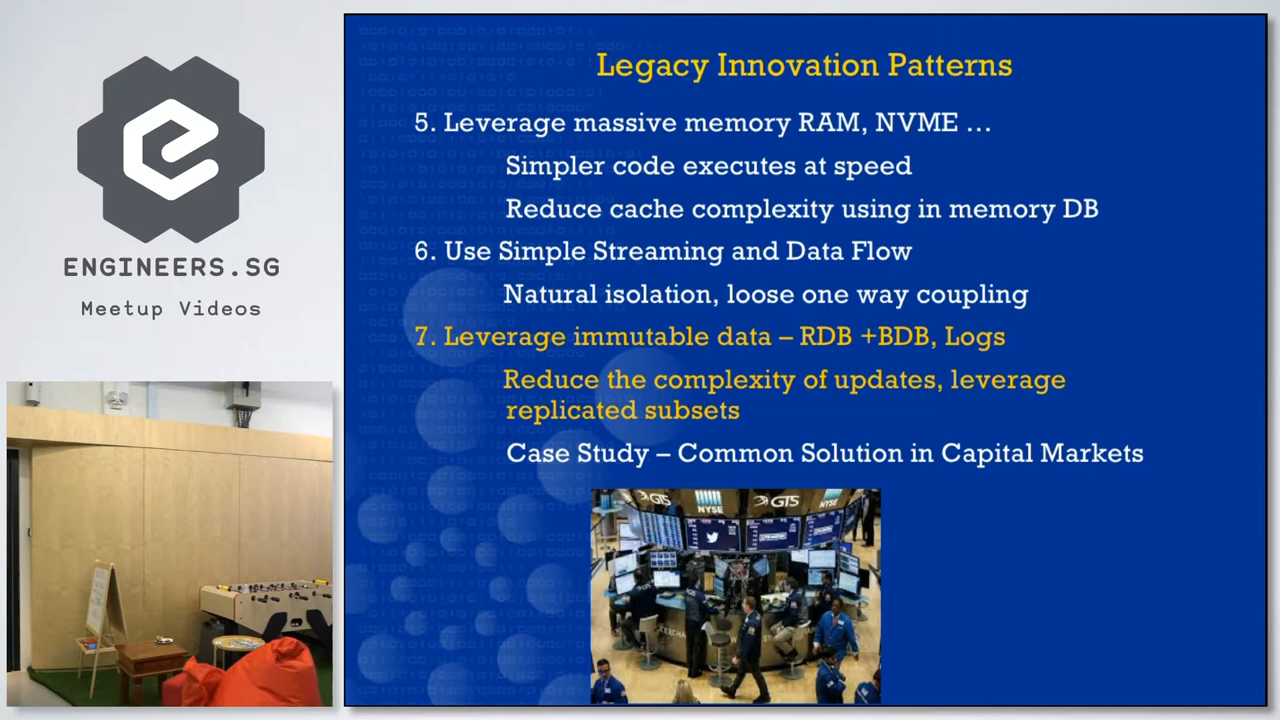 ENGINEERS.SG
Meetup Videos
Legacy Innovation Patterns
5. Leverage massive memory RAM, NVME …
Simpler code executes at speed
Reduce cache complexity using in memory DB
6. Use Simple Streaming and Data Flow
Natural isolation, loose one way coupling
7. Leverage immutable data – RDB +BDB, Logs
Reduce the complexity of updates, leverage
replicated subsets
Case Study – Common Solution in Capital Markets
GTS
NYSE
GTS
NYSE